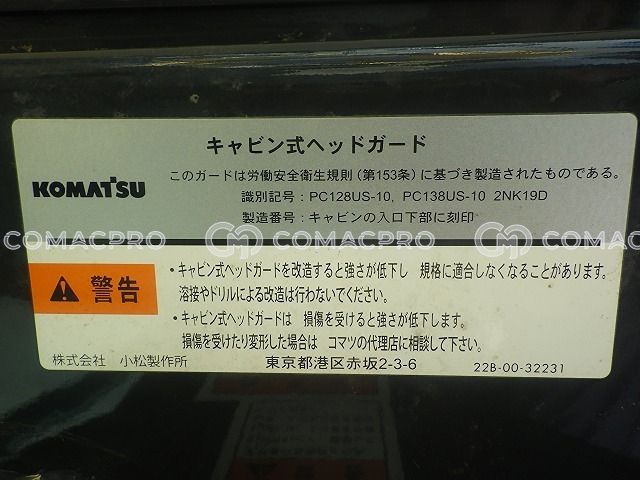 キャビン式ヘッドガード
このガードは労働安全衛生規則(第153条)に基づき製造されたものである。
KOMATSU
識別記号:PC128US-10, PC138US-10 2NK19D
製造番号:キャビンの入口下部に刻印
COMACPRO COMACPRO COMACPRO
警告
・キャビン式ヘッドガードを改造すると強さが低下し 規格に適合しなくなることがあります。
溶接やドリルによる改造は行わないでください。
・キャビン式ヘッドガードは 損傷を受けると強さが低下します。
損傷を受けたり変形した場合は コマツの代理店に相談して下さい。
株式会社 小松製作所 東京都港区赤坂2-3-6 22B-00-32231